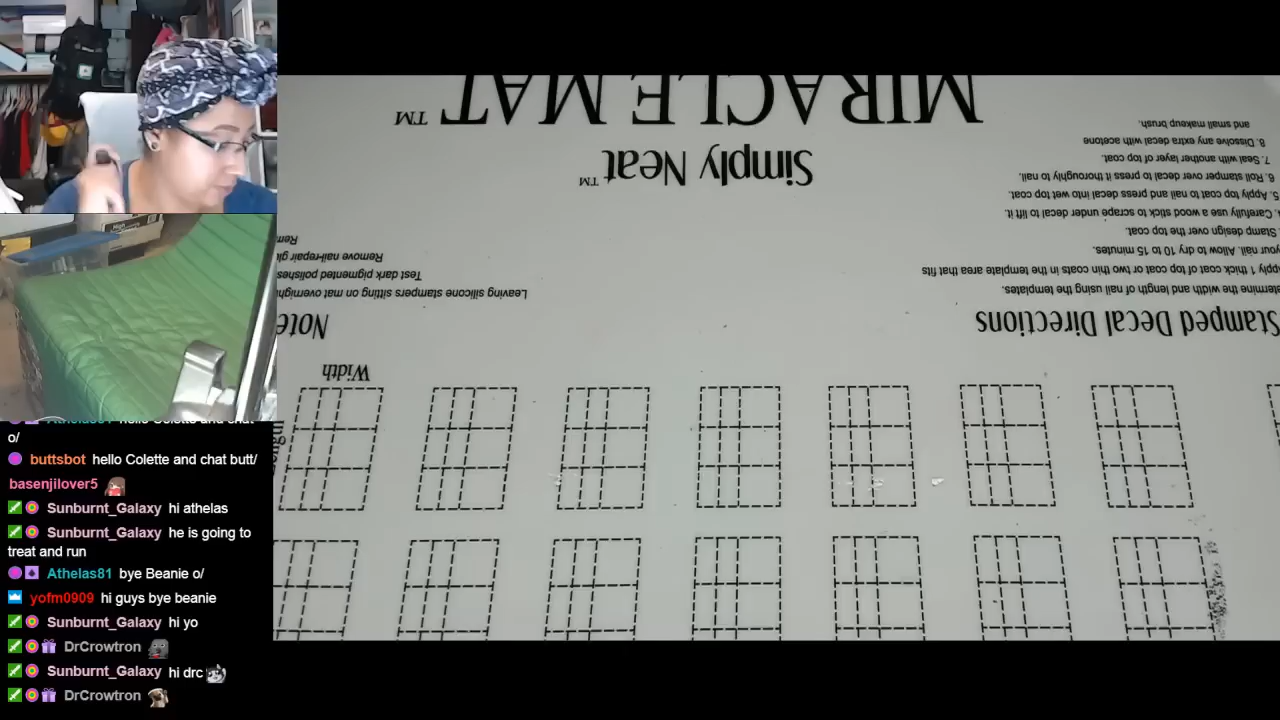 MIRACLE MAT™
Simply Neat™
and small makeup brush.
8. Dissolve any extra decal with acetone
7. Seal with another layer of top coat.
6. Roll stamper over decal to press it thoroughly to nail.
5. Apply top coat to nail and press decal into wet top coat.
Carefully use a wood stick to scrape under decal to lift it.
Stamp design over the top coat.
your nail. Allow to dry 10 to 15 minutes.
Apply 1 thick coat of top coat or two thin coats in the template area that fits
termine the width and length of nail using the templates.
Stamped Decal Directions
Rem
Remove nail-repair gl
Test dark pigmented polishes
Leaving silicone stampers sitting on mat overnigh
Note
Width
Athelas81 hello Colette and chat
o/
buttsbot hello Colette and chat butt/
basenjilover5
Sunburnt_Galaxy hi athelas
Sunburnt_Galaxy he is going to
treat and run
Athelas81 bye Beanie o/
yofm0909 hi guys bye beanie
Sunburnt_Galaxy hi yo
DrCrowtron
Sunburnt_Galaxy hi drc
DrCrowtron